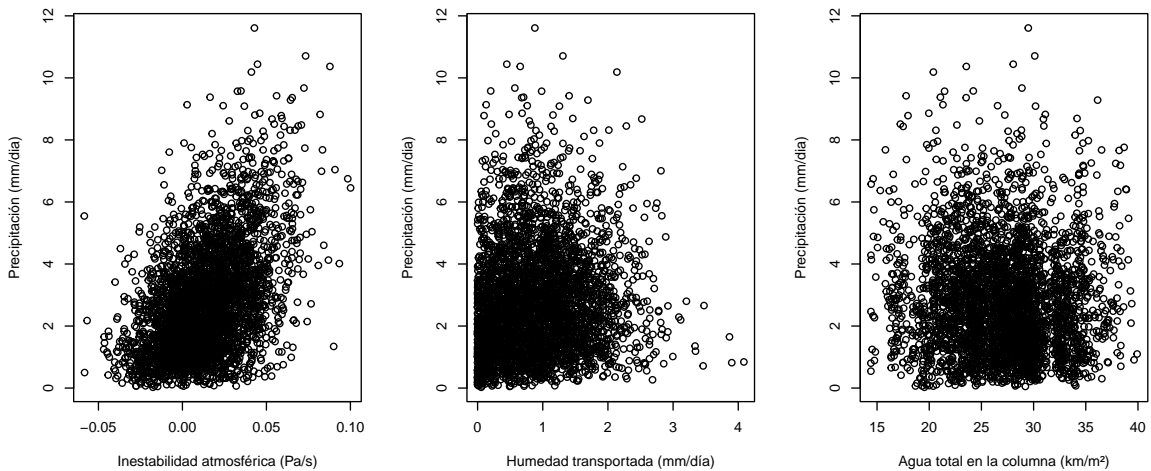 Precipitación (mm/dia)
0 2 4 6 8 10 12
−0.05 0.00 0.05 0.10
Inestabilidad atmosférica (Pa/s)
Precipitación (mm/dia)
0 2 4 6 8 10 12
0 1 2 3 4
Humedad transportada (mm/día)
Precipitación (mm/dia)
0 2 4 6 8 10 12
15 20 25 30 35 40
Agua total en la columna (km/m²)